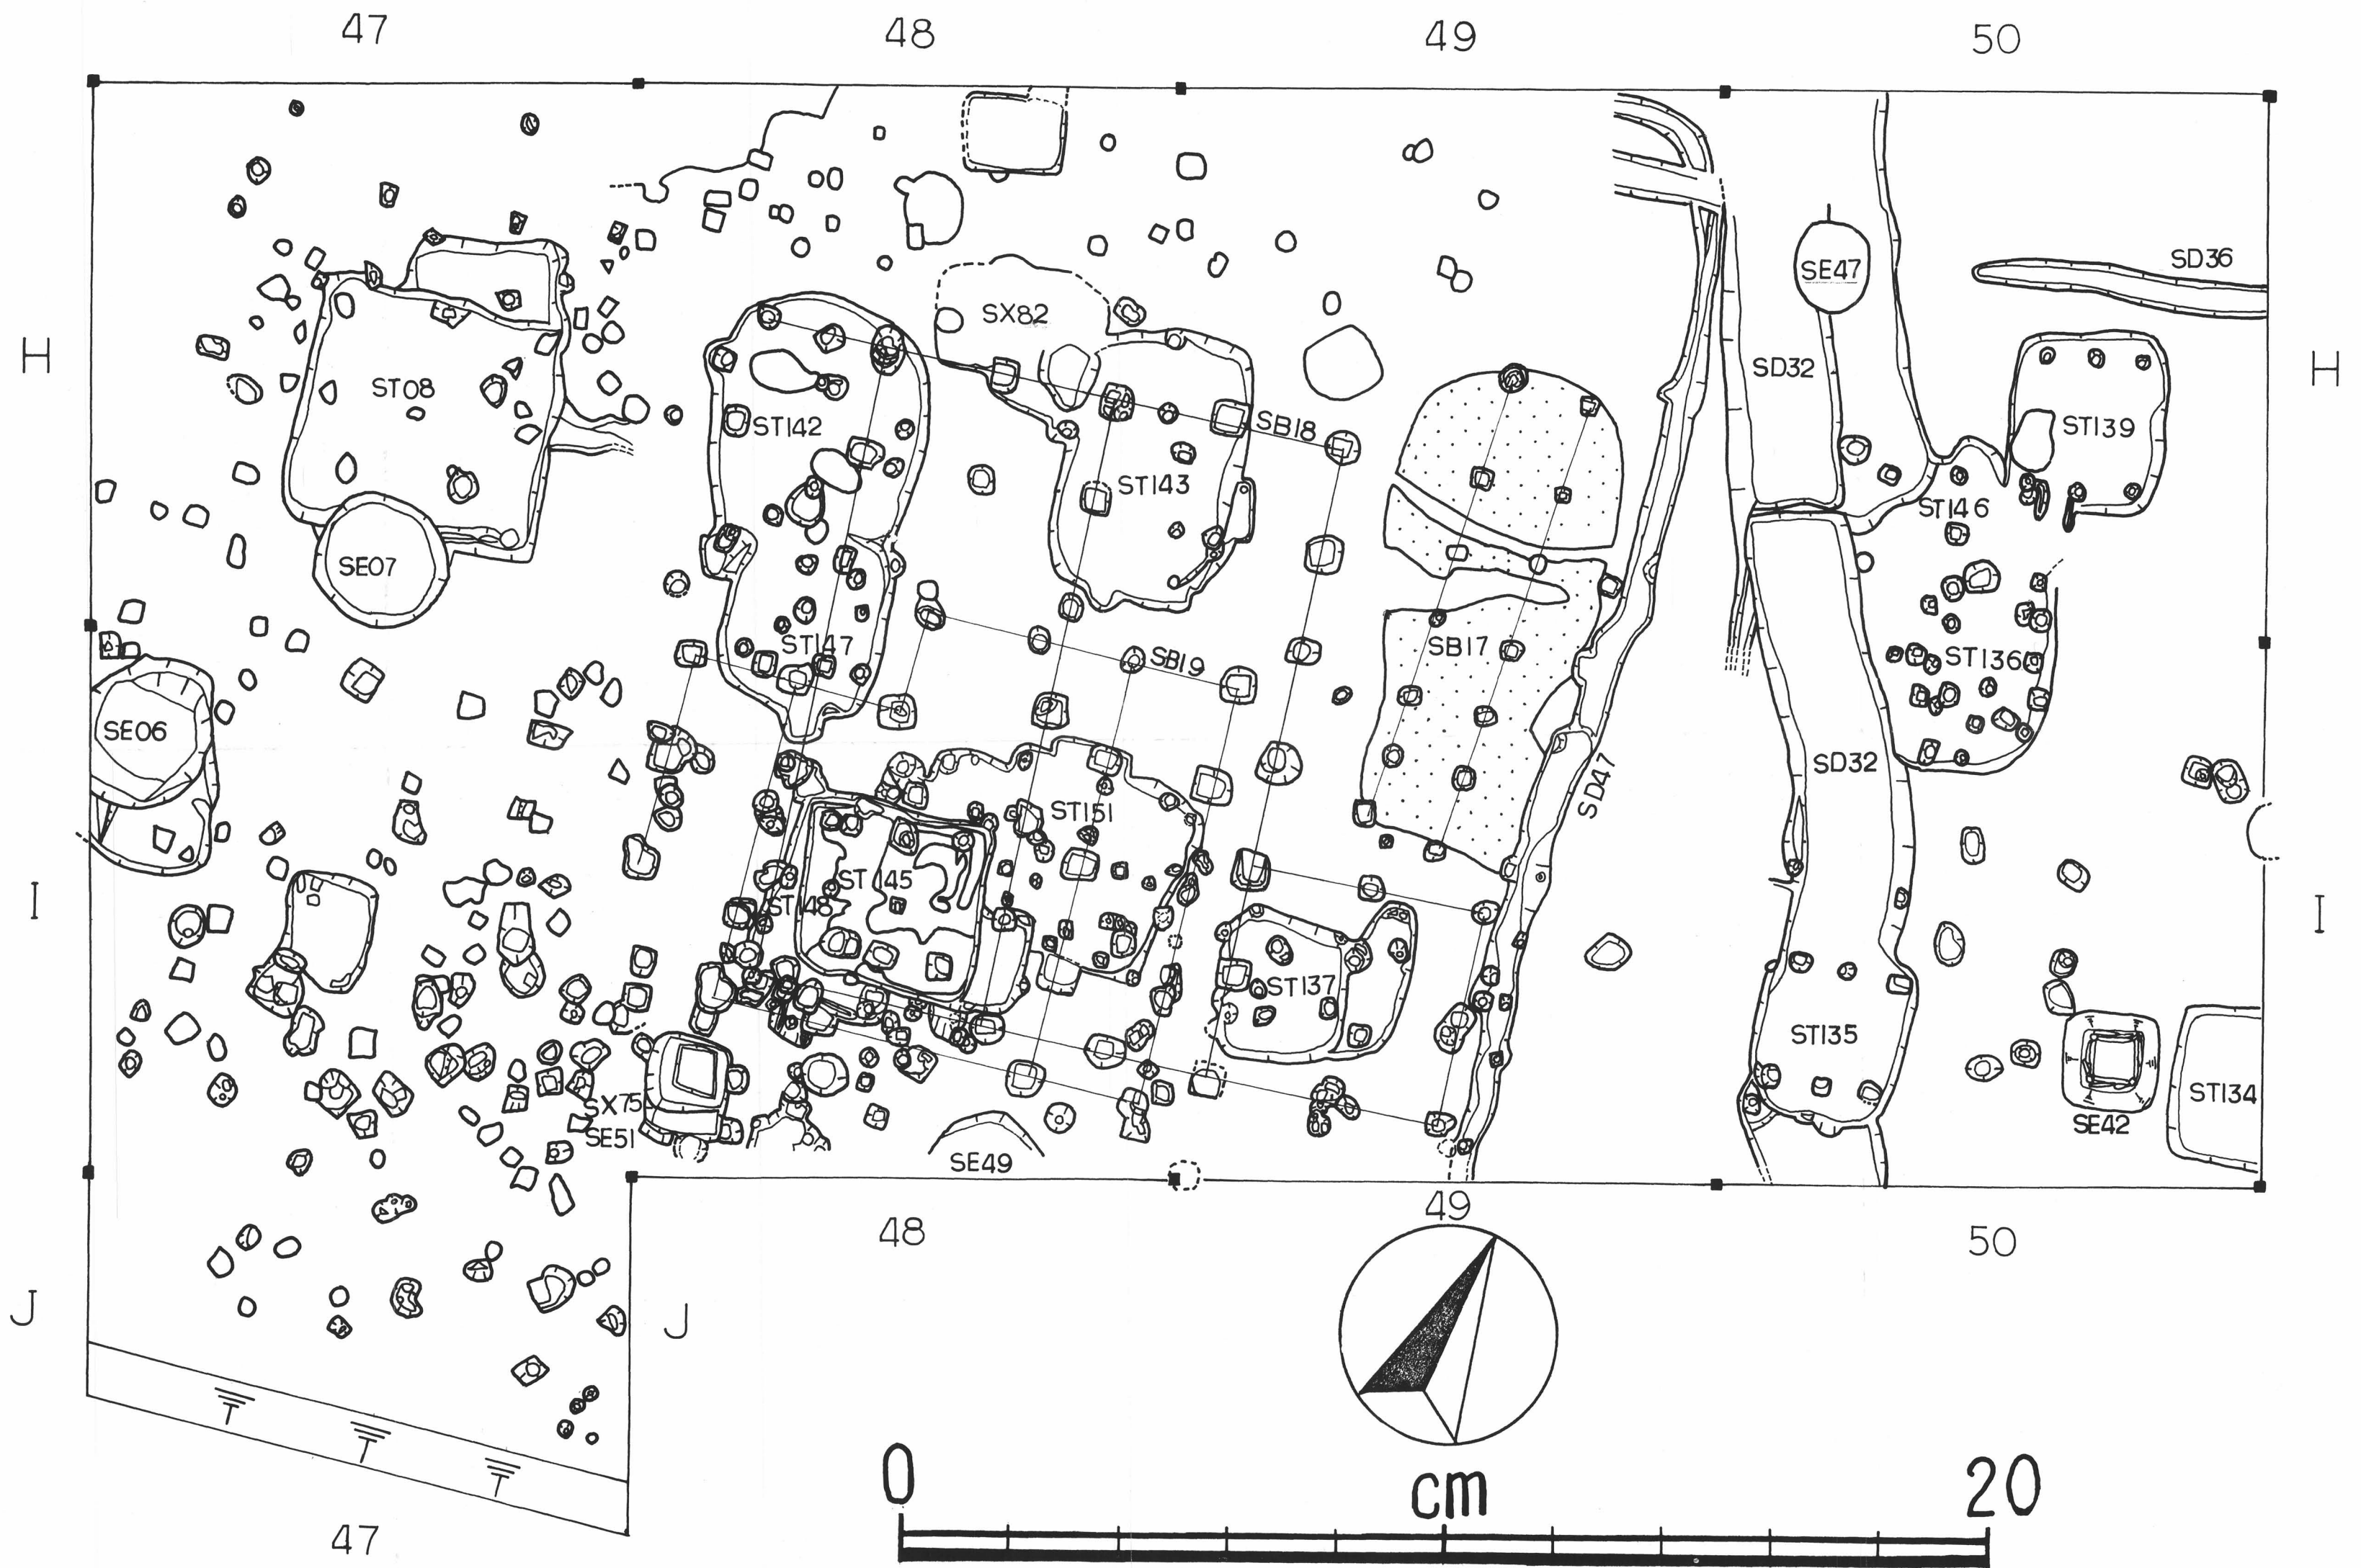 47 48 49 50
SD36
SE47
SX82
H SD32 H
ST08
SB18 ST139
ST142
ST143
ST146
SE07
ST147 SB17
SB19 ST136
SE06
SD32
SD47
ST151
ST145
I ST148 I
ST137
ST135
SX75 ST134
SE51 SE42
SE49
49
48 50
J J
0 cm 20
47